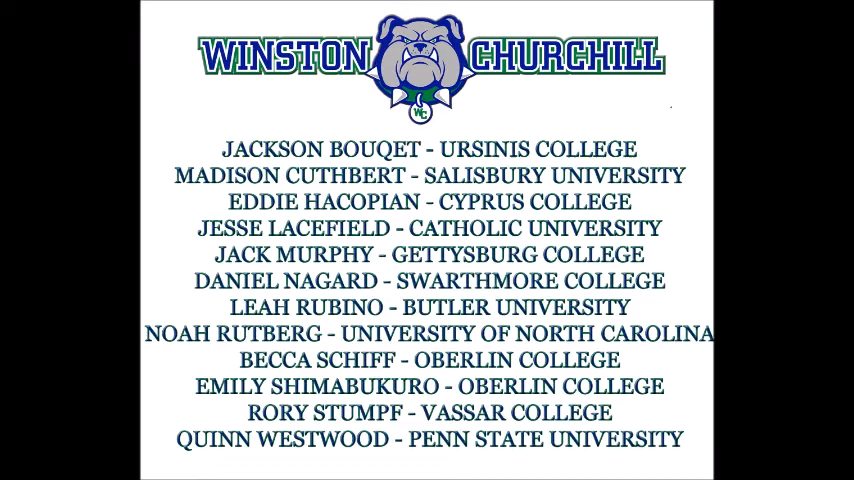 WINSTON CHURCHILL
WC
JACKSON BOUQET - URSINIS COLLEGE
MADISON CUTHBERT - SALISBURY UNIVERSITY
EDDIE HACOPIAN - CYPRUS COLLEGE
JESSE LACEFIELD - CATHOLIC UNIVERSITY
JACK MURPHY - GETTYSBURG COLLEGE
DANIEL NAGARD - SWARTHMORE COLLEGE
LEAH RUBINO - BUTLER UNIVERSITY
NOAH RUTBERG - UNIVERSITY OF NORTH CAROLINA
BECCA SCHIFF - OBERLIN COLLEGE
EMILY SHIMABUKURO - OBERLIN COLLEGE
RORY STUMPF - VASSAR COLLEGE
QUINN WESTWOOD - PENN STATE UNIVERSITY